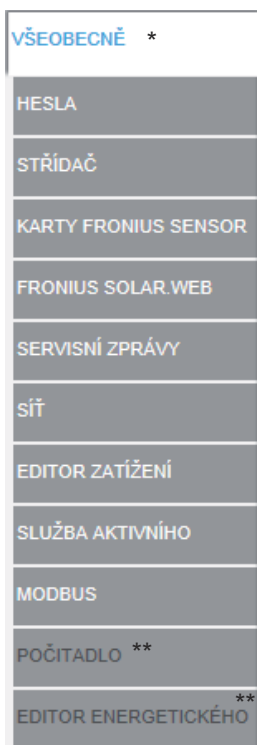 VŠEOBECNĚ *
HESLA
STŘÍDAČ
KARTY FRONIUS SENSOR
FRONIUS SOLAR.WEB
SERVISNÍ ZPRÁVY
SÍŤ
EDITOR ZATÍŽENÍ
SLUŽBA AKTIVNÍHO
MODBUS
POČITADLO **
EDITOR ENERGETICKÉHO **